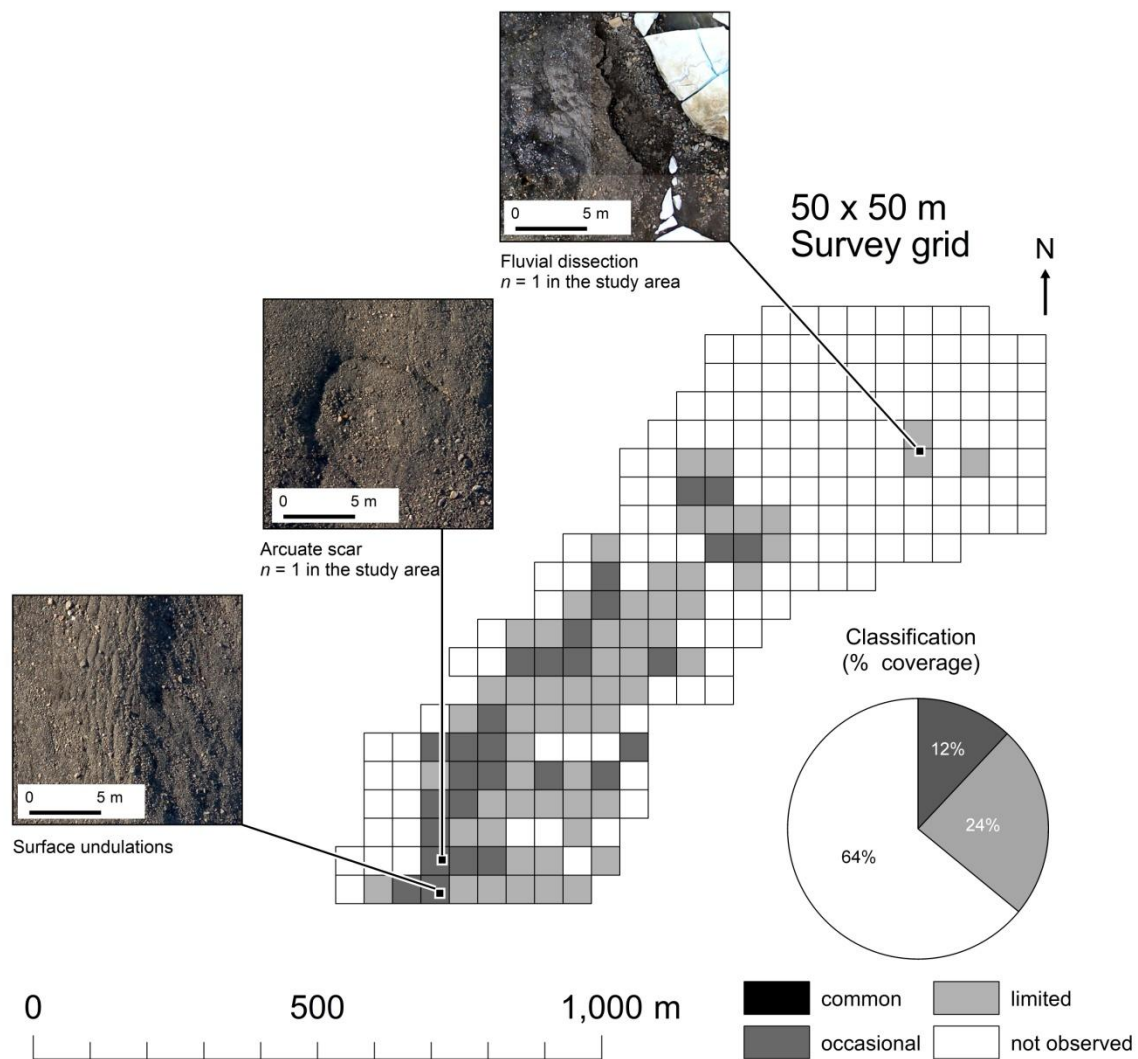 0 5 m
Fluvial dissection
n = 1 in the study area
50 x 50 m
Survey grid
N
0 5 m
Arcuate scar
n = 1 in the study area
0 5 m
Surface undulations
Classification
(% coverage)
12%
24%
64%
0 500 1,000 m
common
limited
occasional
not observed